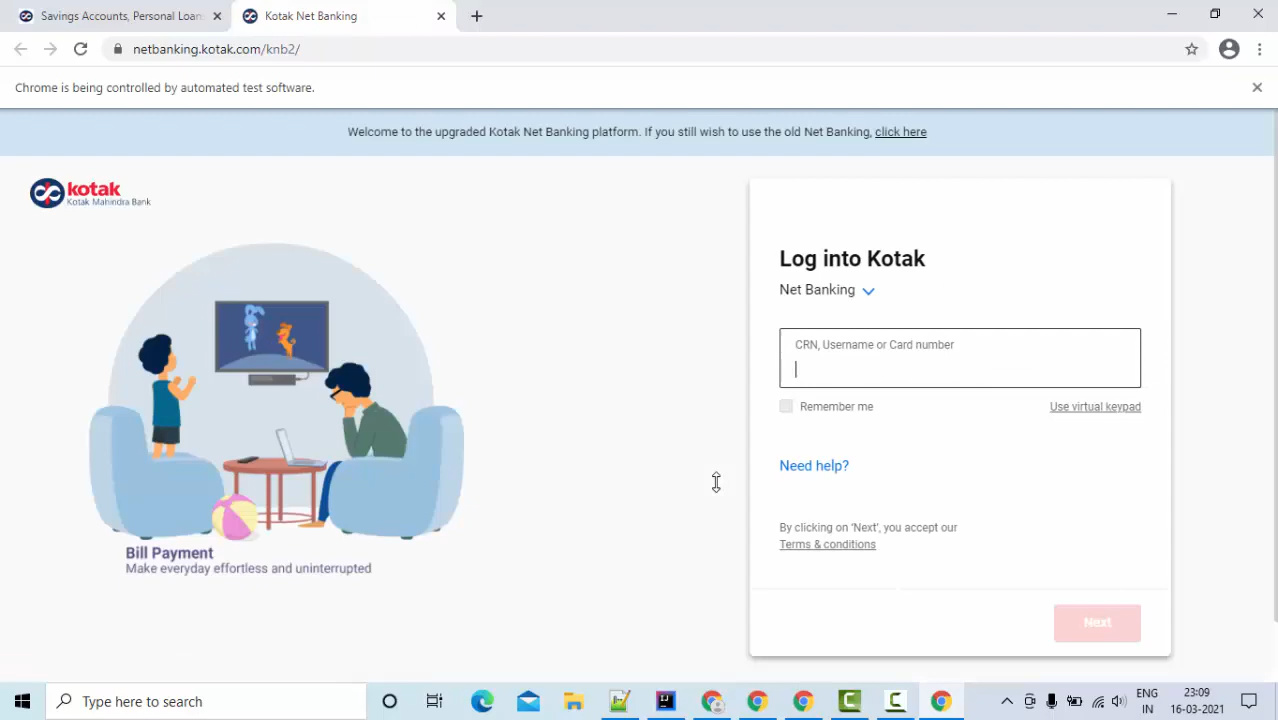 Savings Accounts, Personal Loan
Kotak Net Banking
netbanking.kotak.com/knb2/
Chrome is being controlled by automated test software.
Welcome to the upgraded Kotak Net Banking platform. If you still wish to use the old Net Banking, click here
kotak
Kotak Mahindra Bank
Bill Payment
Make everyday effortless and uninterrupted
Log into Kotak
Net Banking
CRN, Username or Card number
Remember me
Use virtual keypad
Need help?
By clicking on 'Next', you accept our
Terms & conditions
Next
Type here to search
ENG
IN
23:09
16-03-2021